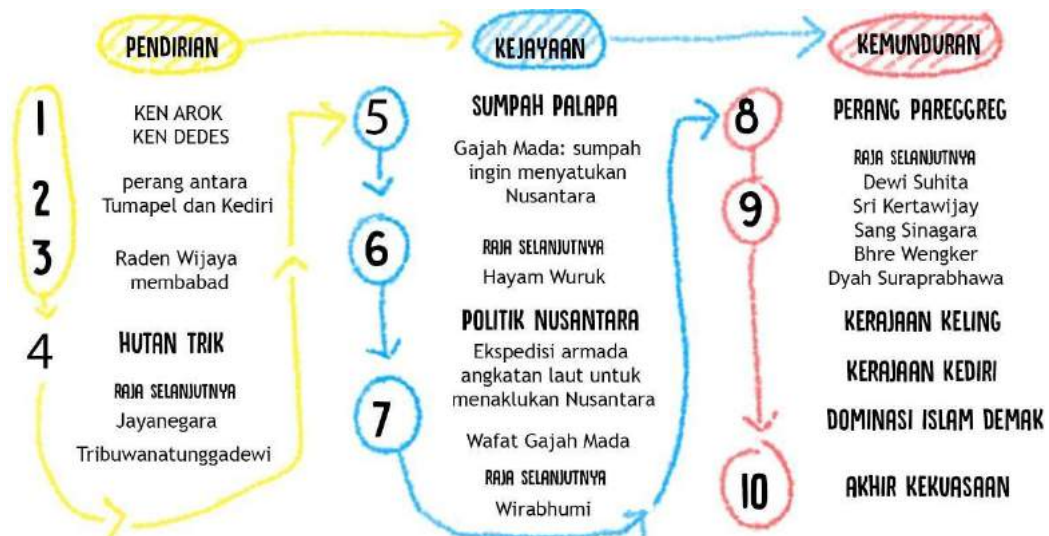 PENDIRIAN
KEJAYAAN
KEMUNDURAN
1
KEN AROK
KEN DEDES
2
perang antara
Tumapel dan Kediri
3
Raden Wijaya
membabad
4
HUTAN TRIK
RAJA SELANJUTNYA
Jayanegara
Tribuwanatunggadewi
5
SUMPAH PALAPA
Gajah Mada: sumpah
ingin menyatukan
Nusantara
6
RAJA SELANJUTNYA
Hayam Wuruk
POLITIK NUSANTARA
Ekspedisi armada
angkatan laut untuk
menaklukan Nusantara
7
Wafat Gajah Mada
RAJA SELANJUTNYA
Wirabhumi
8
PERANG PAREGGREG
RAJA SELANJUTNYA
9
Dewi Suhita
Sri Kertawijay
Sang Sinagara
Bhre Wengker
Dyah Suraprabhawa
KERAJAAN KELING
KERAJAAN KEDIRI
DOMINASI ISLAM DEMAK
10
AKHIR KEKUASAAN